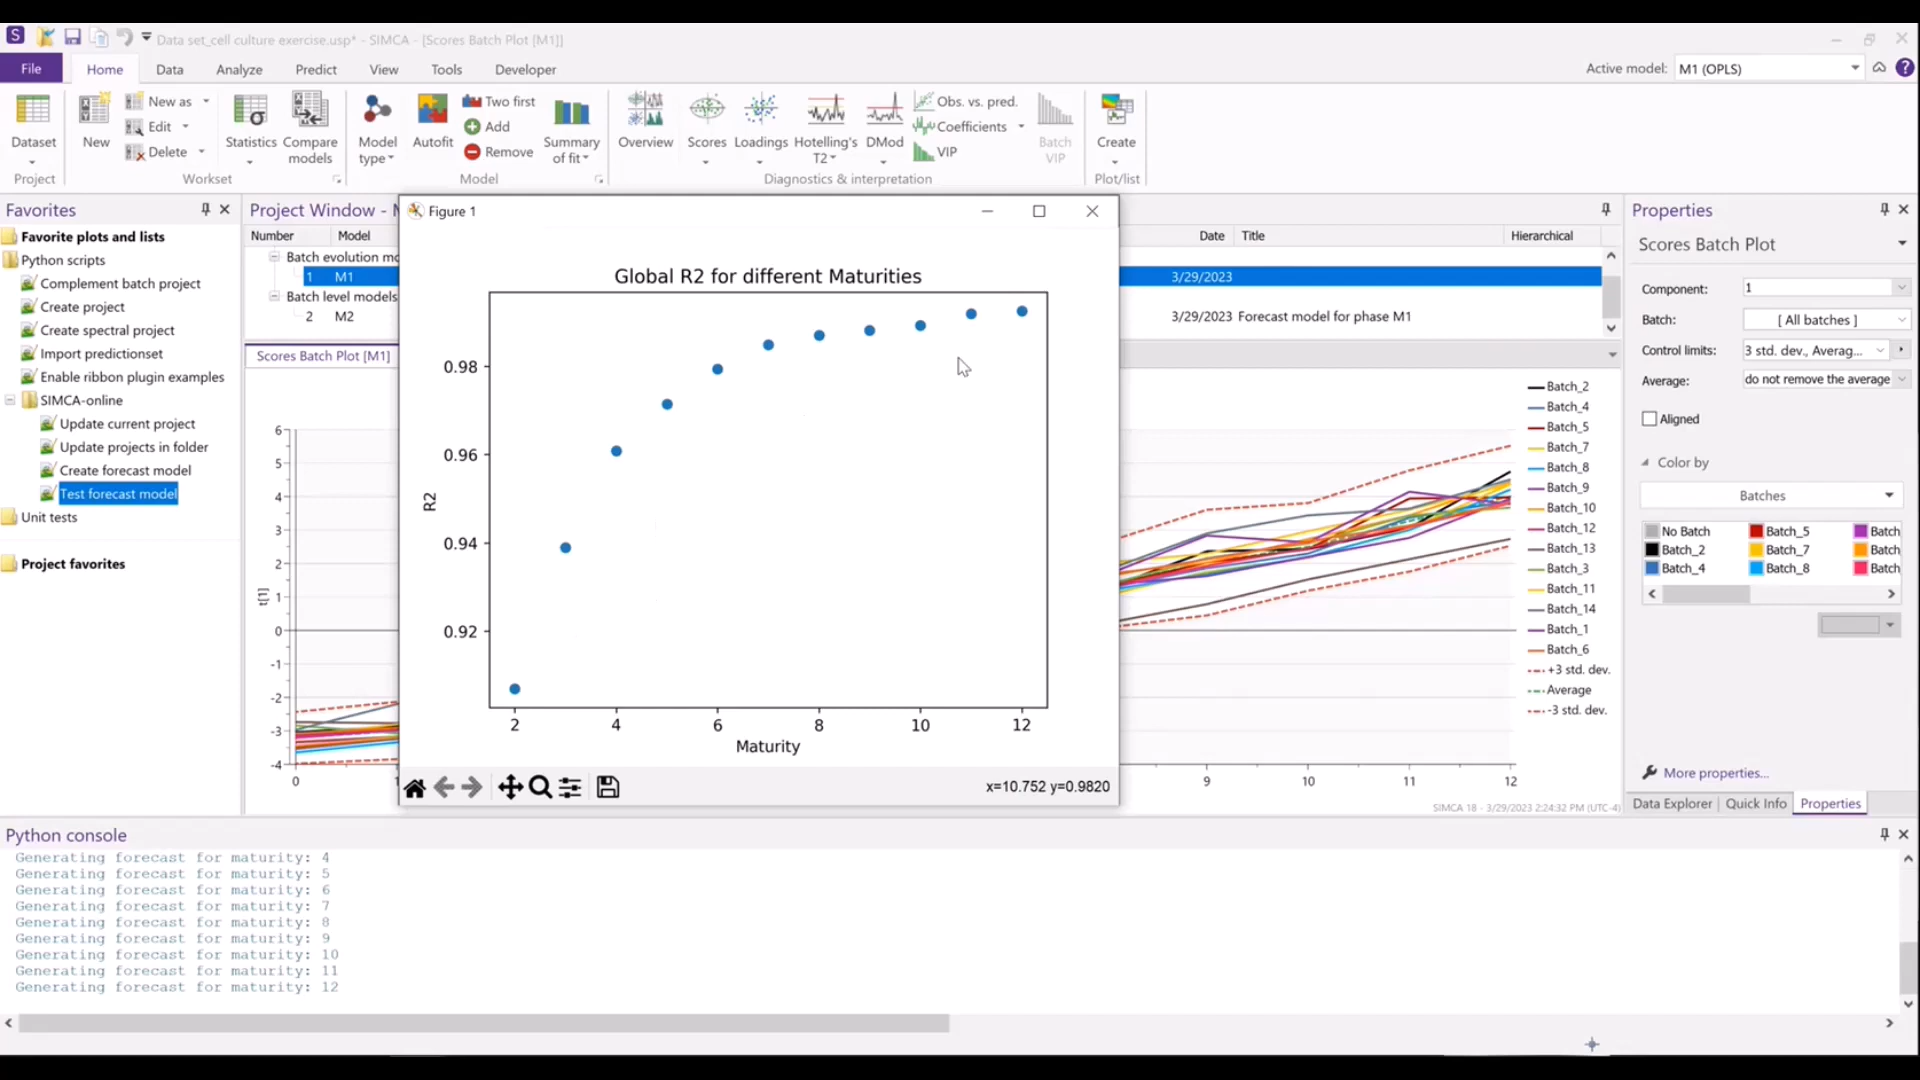 S Data set_cell culture exercise.usp* - SIMCA - [Scores Batch Plot [M1]]
File Home Data Analyze Predict View Tools Developer Active model: M1 (OPLS) ?
Dataset
Project
New New as Edit Delete
Statistics
Compare models
Workset
Model type
Autofit
Two first
Add
Remove
Summary of fit
Model
Overview Scores Loadings Hotelling's T2 DMod
Obs. vs. pred.
Coefficients
VIP
Batch VIP
Diagnostics & interpretation
Create
Plot/list
Favorites
Favorite plots and lists
Python scripts
Complement batch project
Create project
Create spectral project
Import predictionset
Enable ribbon plugin examples
SIMCA-online
Update current project
Update projects in folder
Create forecast model
Test forecast model
Unit tests
Project favorites
Project Window - M
Number Model Date Title Hierarchical
Batch evolution mo
1 M1 3/29/2023
Batch level models
2 M2 3/29/2023 Forecast model for phase M1
Scores Batch Plot [M1]
6
5
4
3
2
1
0
-1
-2
-3
-4
t[1]
0 1 9 10 11 12
SIMCA 18 - 3/29/2023 2:24:32 PM (UTC-4)
Figure 1
Global R2 for different Maturities
0.98
0.96
0.94
0.92
R2
2 4 6 8 10 12
Maturity
x=10.752 y=0.9820
Batch_2
Batch_4
Batch_5
Batch_7
Batch_8
Batch_9
Batch_10
Batch_12
Batch_13
Batch_3
Batch_11
Batch_14
Batch_1
Batch_6
+3 std. dev.
Average
-3 std. dev.
Properties
Scores Batch Plot
Component: 1
Batch: [ All batches ]
Control limits: 3 std. dev., Averag...
Average: do not remove the average
Aligned
Color by
Batches
No Batch Batch_5 Batch
Batch_2 Batch_7 Batch
Batch_4 Batch_8 Batch
More properties...
Data Explorer Quick Info Properties
Python console
Generating forecast for maturity: 4
Generating forecast for maturity: 5
Generating forecast for maturity: 6
Generating forecast for maturity: 7
Generating forecast for maturity: 8
Generating forecast for maturity: 9
Generating forecast for maturity: 10
Generating forecast for maturity: 11
Generating forecast for maturity: 12